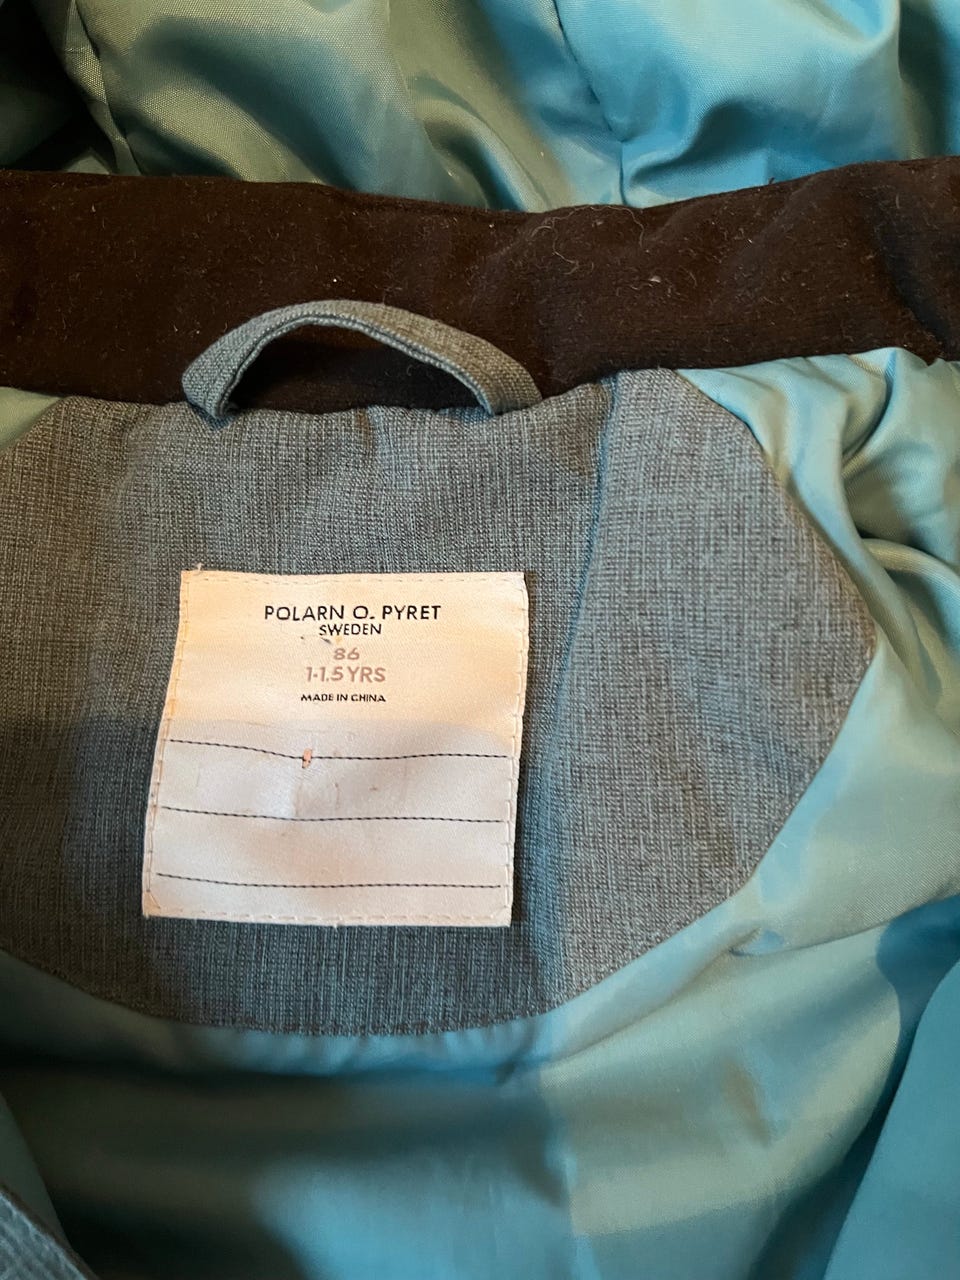 POLARN O. PYRET
SWEDEN
86
1-1.5 YRS
MADE IN CHINA